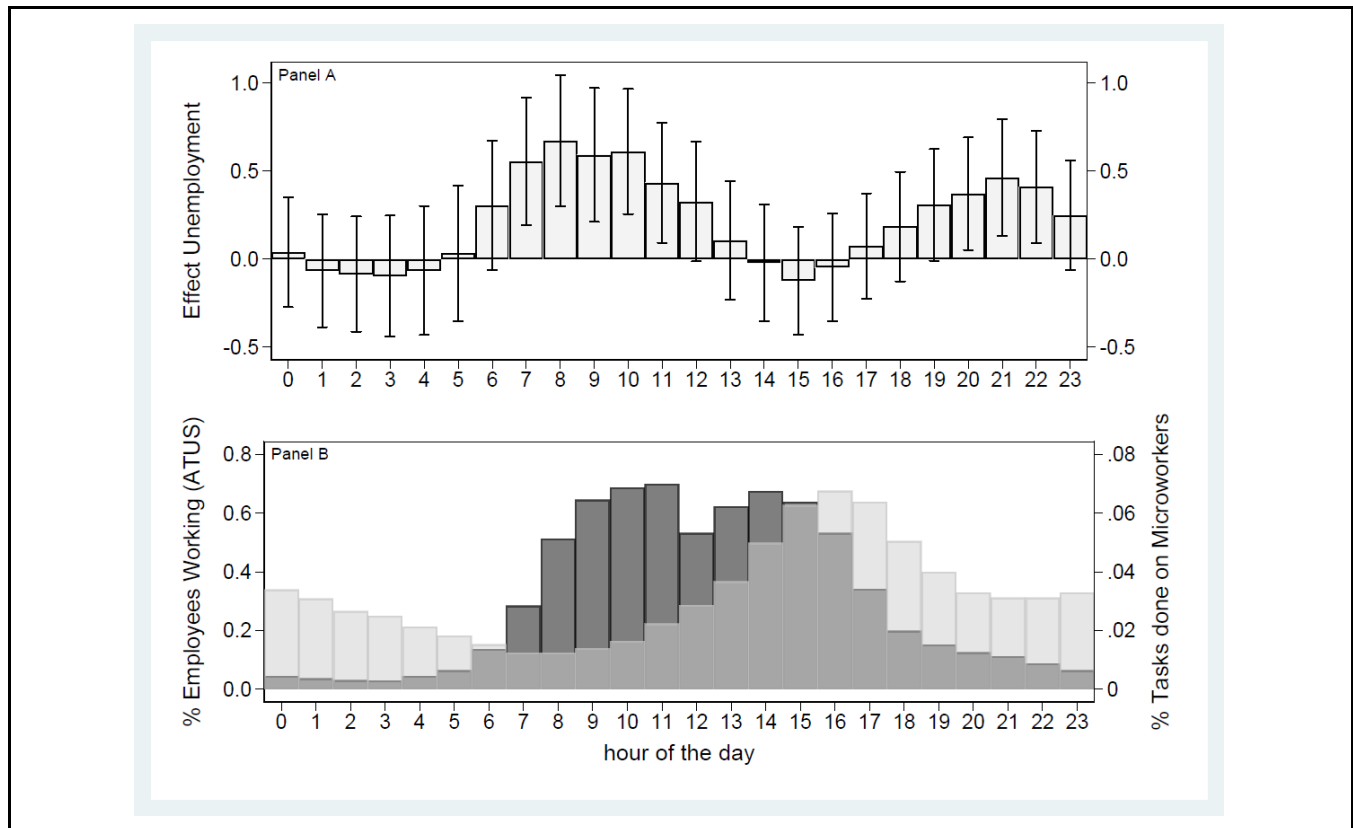 Panel A
Effect Unemployment
1.0 1.0
0.5 0.5
0.0 0.0
-0.5 -0.5
0 1 2 3 4 5 6 7 8 9 10 11 12 13 14 15 16 17 18 19 20 21 22 23
Panel B
% Employees Working (ATUS)
% Tasks done on Microworkers
0.8 .08
0.6 .06
0.4 .04
0.2 .02
0.0 0
0 1 2 3 4 5 6 7 8 9 10 11 12 13 14 15 16 17 18 19 20 21 22 23
hour of the day